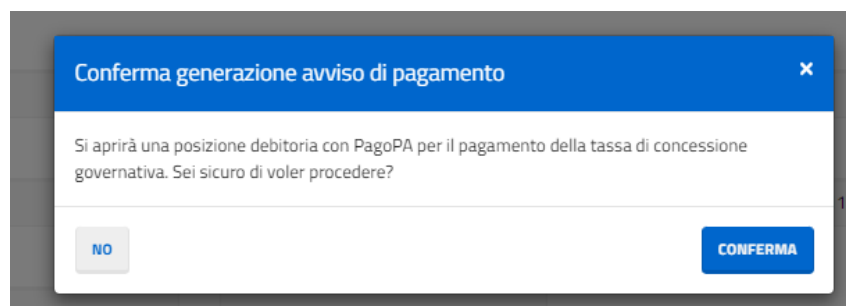 Conferma generazione avviso di pagamento ×
Si aprirà una posizione debitoria con PagoPA per il pagamento della tassa di concessione
governativa. Sei sicuro di voler procedere?
1
NO CONFERMA